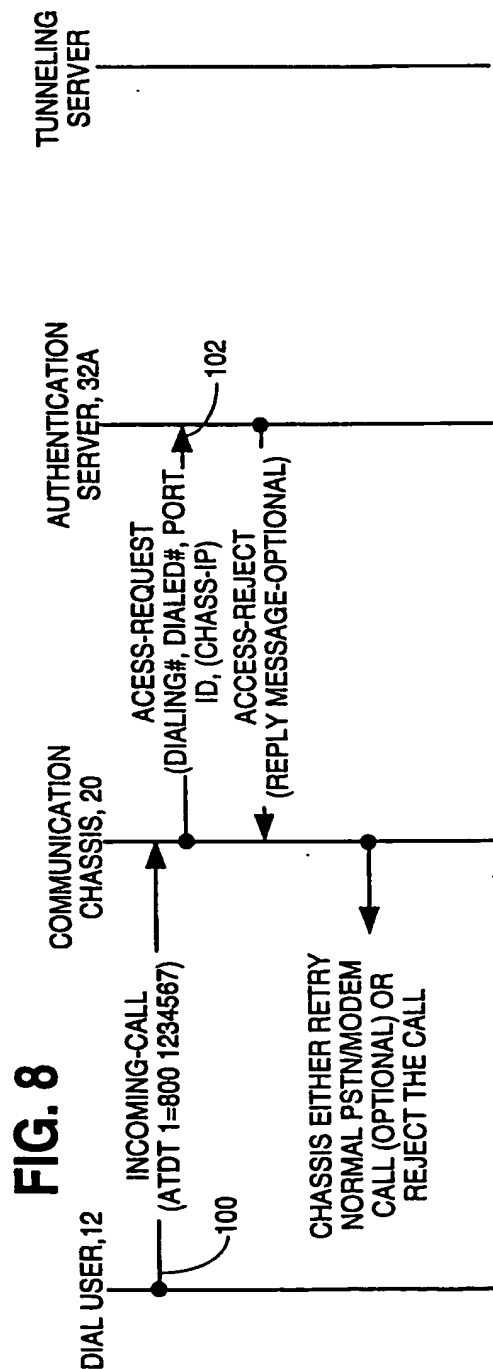 FIG. 8
DIAL USER,12
COMMUNICATION
CHASSIS, 20
AUTHENTICATION
SERVER, 32A
TUNNELING
SERVER
INCOMING-CALL
(ATDT 1=800 1234567)
100
ACESS-REQUEST
(DIALING#, DIALED#, PORT
ID, (CHASS-IP)
102
ACCESS-REJECT
(REPLY MESSAGE-OPTIONAL)
CHASSIS EITHER RETRY
NORMAL PSTN/MODEM
CALL (OPTIONAL) OR
REJECT THE CALL